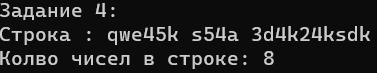 Задание 4:
Строка : qwe45k s54a 3d4k24ksdk
Колво чисел в строке: 8